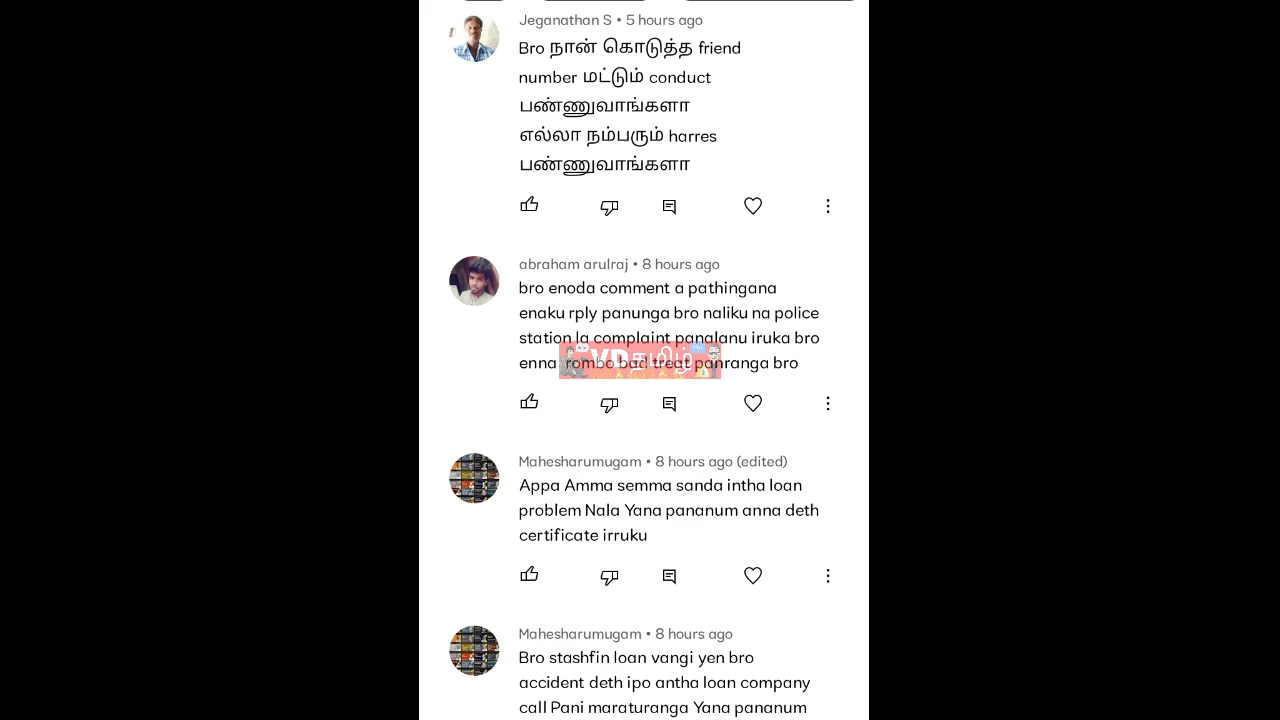 Jeganathan S • 5 hours ago
Bro நான் கொடுத்த friend
number மட்டும் conduct
பண்ணுவாங்களா
எல்லா நம்பரும் harres
பண்ணுவாங்களா
abraham arulraj • 8 hours ago
bro enoda comment a pathingana
enaku rply panunga bro naliku na police
station la complaint panalanu iruka bro
enna rombo bad treat panranga bro
தமிழ்
Mahesharumugam • 8 hours ago (edited)
Appa Amma semma sanda intha loan
problem Nala Yana pananum anna deth
certificate irruku
Mahesharumugam • 8 hours ago
Bro stashfin loan vangi yen bro
accident deth ipo antha loan company
call Pani maraturanga Yana pananum